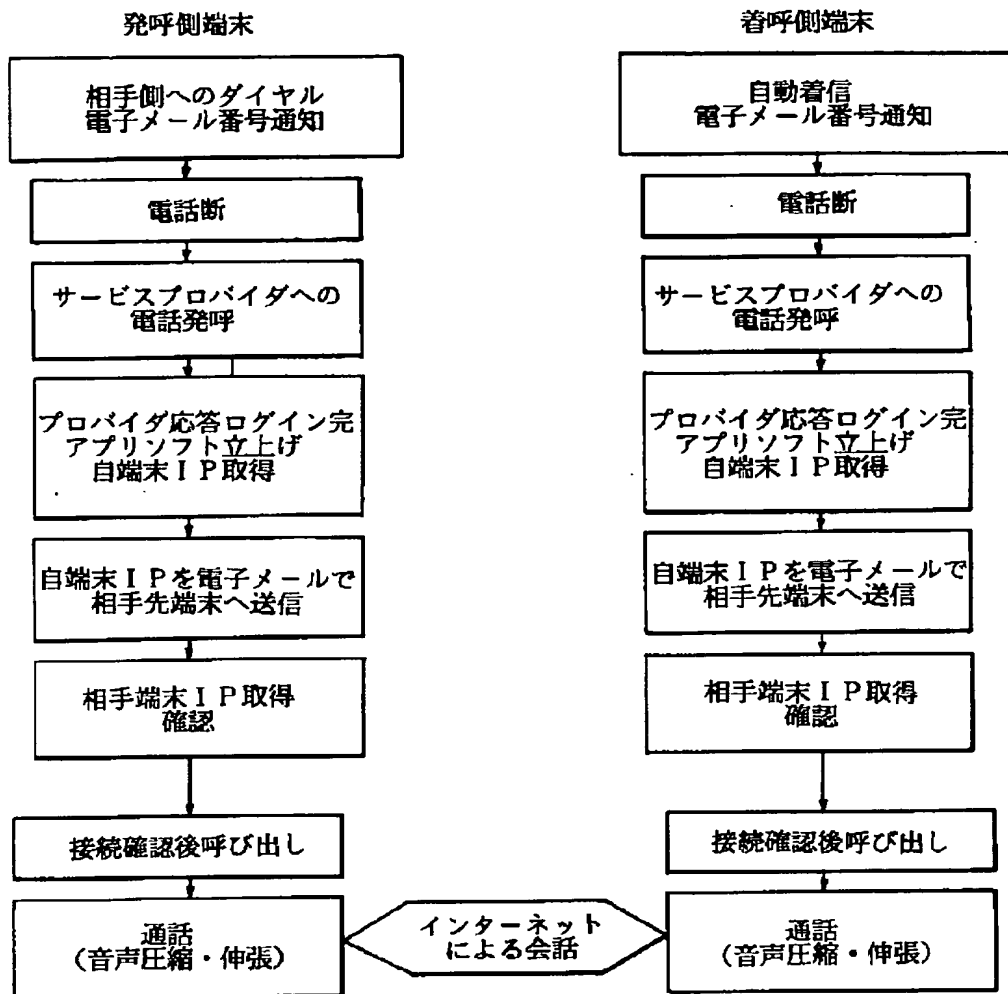 発呼側端末
相手側へのダイヤル
電子メール番号通知
電話断
サービスプロバイダへの
電話発呼
プロバイダ応答ログイン完
アプリソフト立上げ
自端末IP取得
自端末IPを電子メールで
相手先端末へ送信
相手端末IP取得
確認
接続確認後呼び出し
通話
(音声圧縮・伸張)
着呼側端末
自動着信
電子メール番号通知
電話断
サービスプロバイダへの
電話発呼
プロバイダ応答ログイン完
アプリソフト立上げ
自端末IP取得
自端末IPを電子メールで
相手先端末へ送信
相手端末IP取得
確認
接続確認後呼び出し
通話
(音声圧縮・伸張)
インターネット
による会話